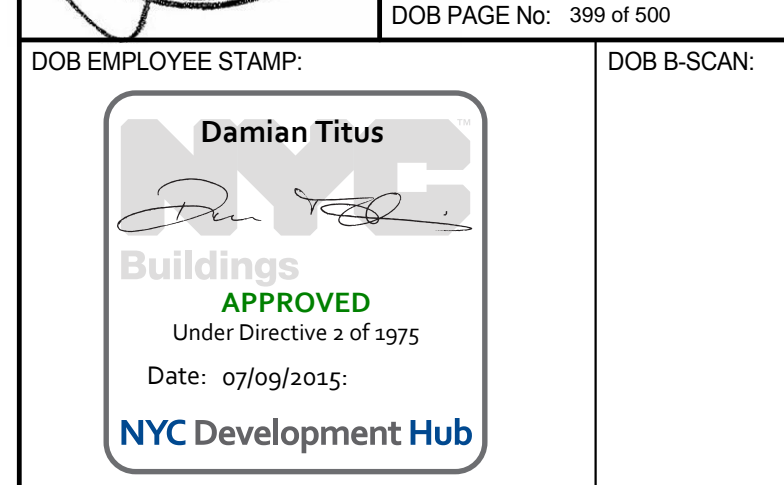 DOB PAGE No: 399 of 500
DOB EMPLOYEE STAMP:
DOB B-SCAN:
Damian Titus
NYC™
Buildings
APPROVED
Under Directive 2 of 1975
Date: 07/09/2015:
NYC Development Hub